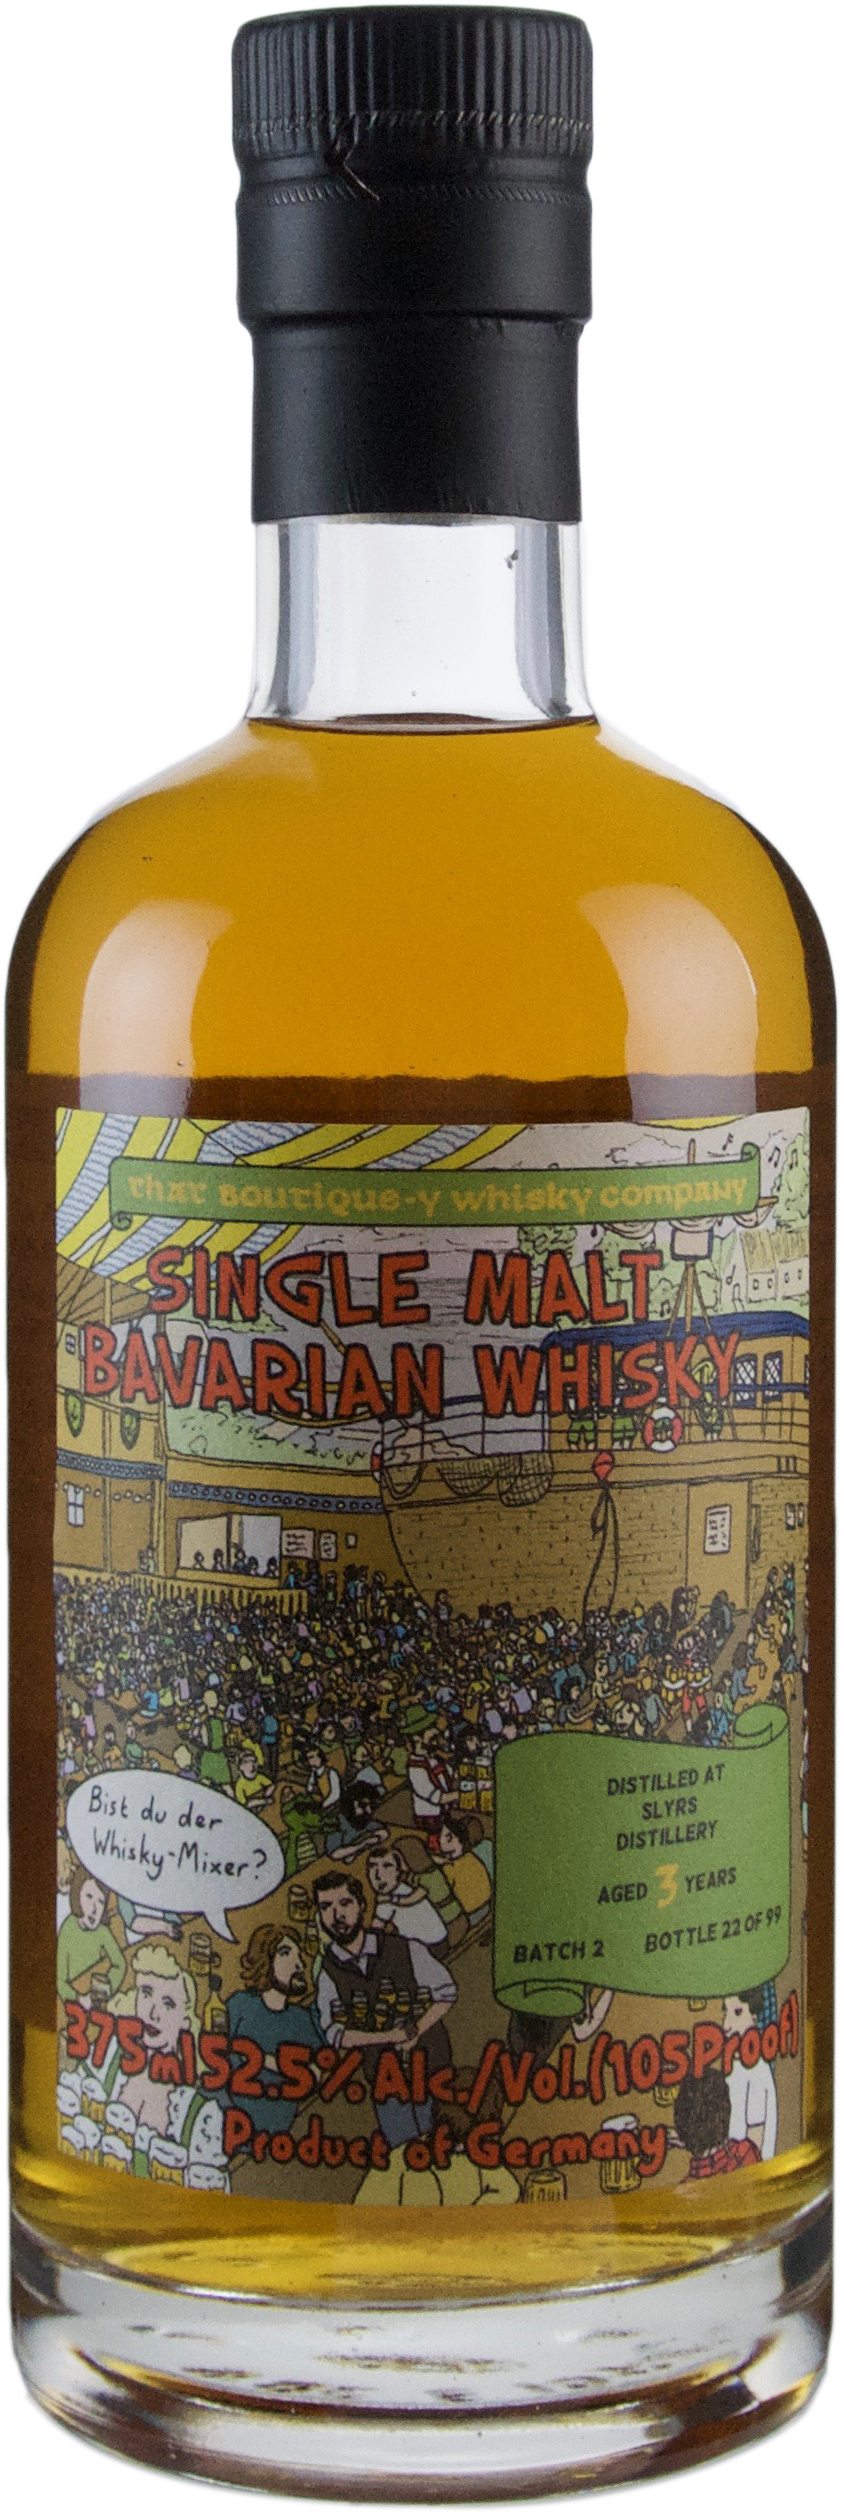 that Boutique-y whisky company
SINGLE MALT
BAVARIAN WHISKY
Bist du der
Whisky-Mixer?
DISTILLED AT
SLYRS
DISTILLERY
AGED 3 YEARS
BATCH 2 BOTTLE 22 OF 99
375ml 52.5% Alc./Vol. (105 Proof)
Product of Germany